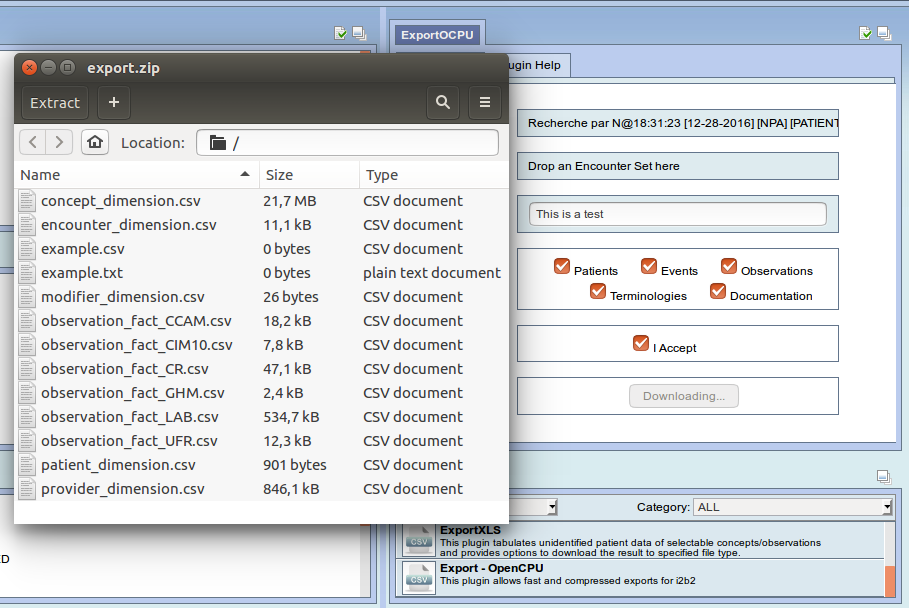 ExportOCPU
export.zip
Extract
+
Location: /
Name Size Type
concept_dimension.csv 21,7 MB CSV document
encounter_dimension.csv 11,1 kB CSV document
example.csv 0 bytes CSV document
example.txt 0 bytes plain text document
modifier_dimension.csv 26 bytes CSV document
observation_fact_CCAM.csv 18,2 kB CSV document
observation_fact_CIM10.csv 7,8 kB CSV document
observation_fact_CR.csv 47,1 kB CSV document
observation_fact_GHM.csv 2,4 kB CSV document
observation_fact_LAB.csv 534,7 kB CSV document
observation_fact_UFR.csv 12,3 kB CSV document
patient_dimension.csv 901 bytes CSV document
provider_dimension.csv 846,1 kB CSV document
ugin Help
Recherche par N@18:31:23 [12-28-2016] [NPA] [PATIENT
Drop an Encounter Set here
This is a test
Patients Events Observations
Terminologies Documentation
I Accept
Downloading...
Category: ALL
ExportXLS
CSV
This plugin tabulates unidentified patient data of selectable concepts/observations
and provides options to download the result to specified file type.
Export - OpenCPU
CSV
This plugin allows fast and compressed exports for i2b2